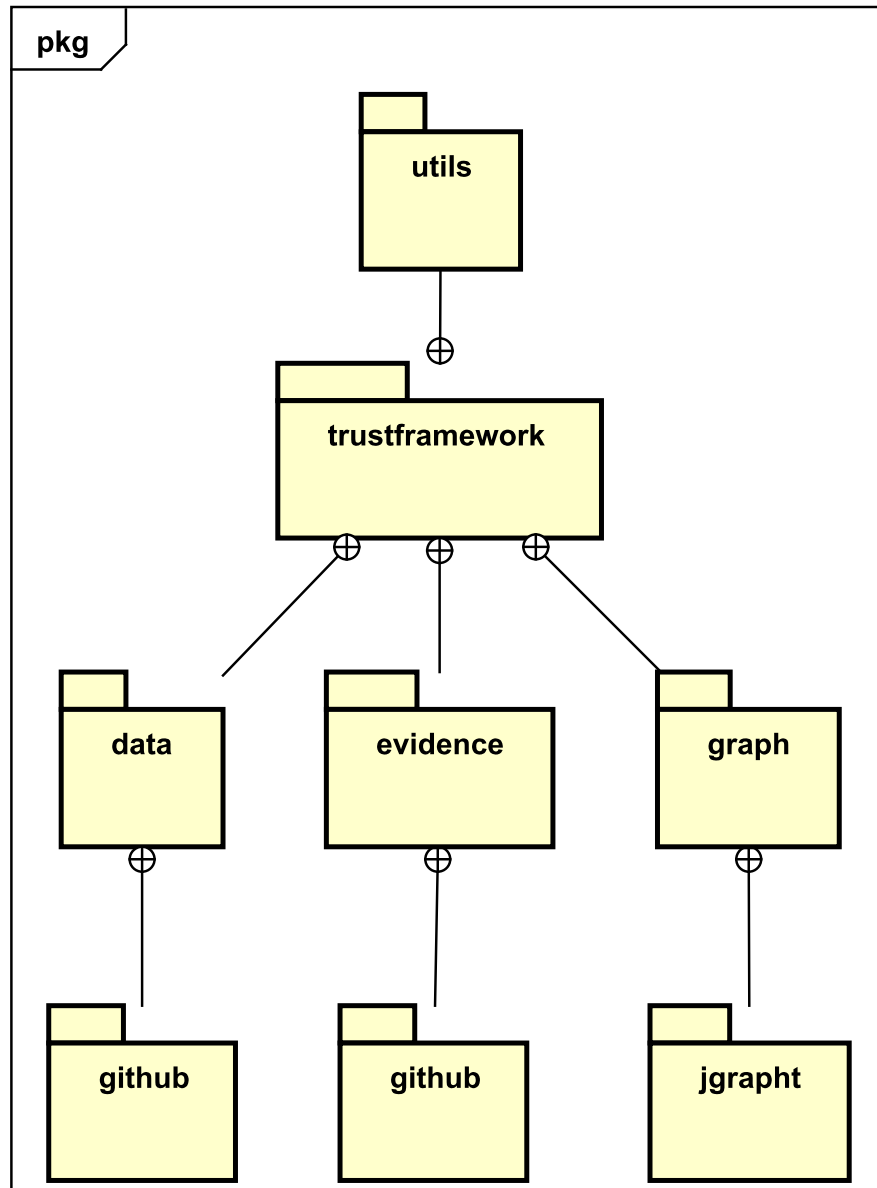 pkg
utils
trustframework
data
evidence
graph
github
github
jgrapht